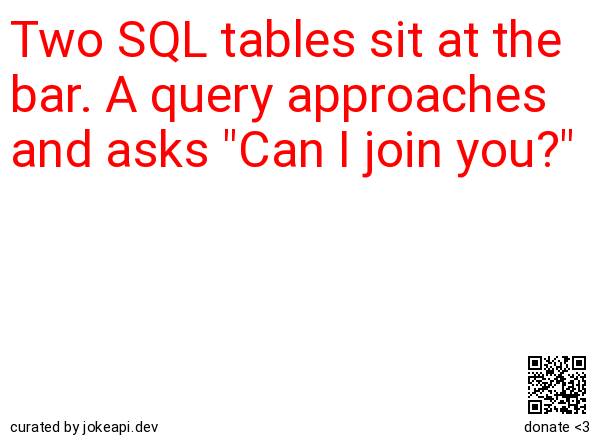 Two SQL tables sit at the
bar. A query approaches
and asks "Can I join you?"
curated by jokeapi.dev
donate <3